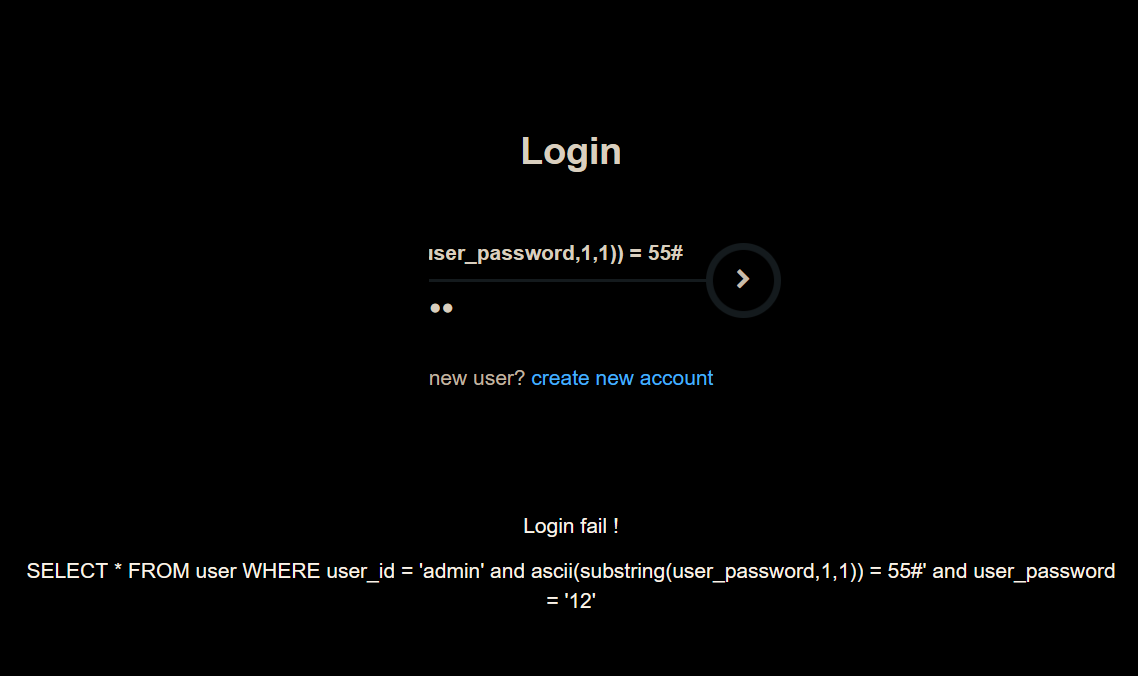 Login
user_password,1,1)) = 55#
••
new user? create new account
Login fail !
SELECT * FROM user WHERE user_id = 'admin' and ascii(substring(user_password,1,1)) = 55#' and user_password
= '12'